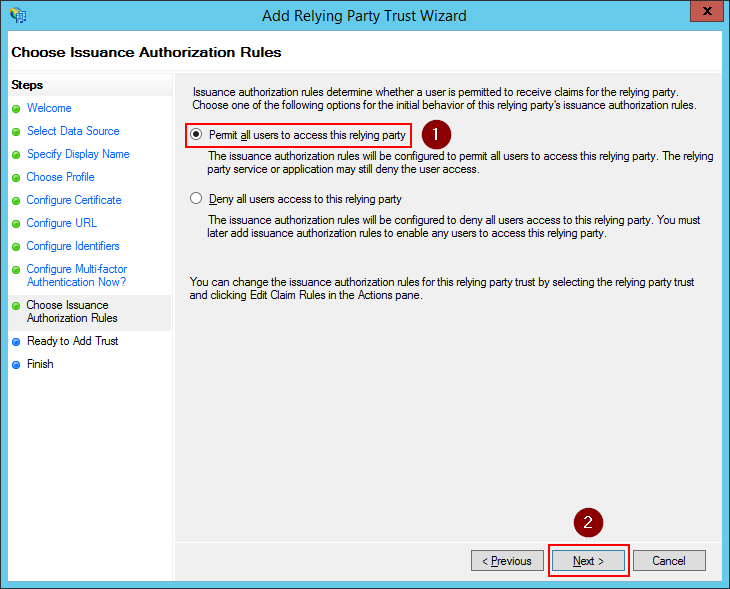 Add Relying Party Trust Wizard
X
Choose Issuance Authorization Rules
Steps
Welcome
Select Data Source
Specify Display Name
Choose Profile
Configure Certificate
Configure URL
Configure Identifiers
Configure Multi-factor
Authentication Now?
Choose Issuance
Authorization Rules
Ready to Add Trust
Finish
Issuance authorization rules determine whether a user is permitted to receive claims for the relying party.
Choose one of the following options for the initial behavior of this relying party's issuance authorization rules.
Permit all users to access this relying party
1
The issuance authorization rules will be configured to permit all users to access this relying party. The relying
party service or application may still deny the user access.
Deny all users access to this relying party
The issuance authorization rules will be configured to deny all users access to this relying party. You must
later add issuance authorization rules to enable any users to access this relying party.
You can change the issuance authorization rules for this relying party trust by selecting the relying party trust
and clicking Edit Claim Rules in the Actions pane.
2
< Previous
Next >
Cancel